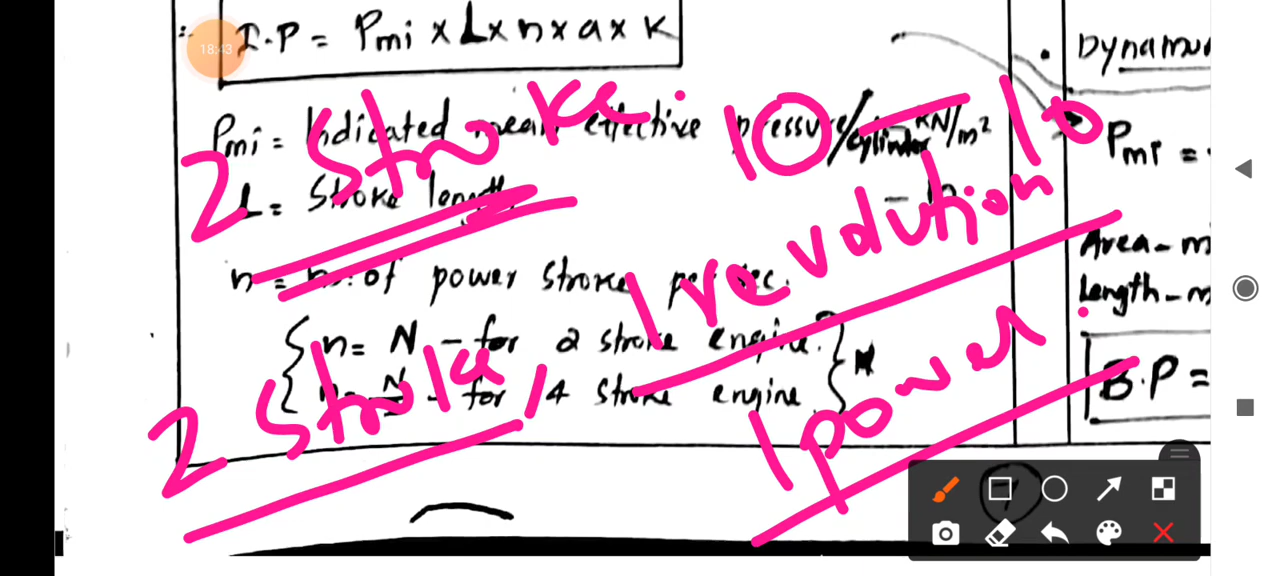 I.P = Pmi x L x n x a x K
18:43
Pmi = Indicated mean effective pressure/cylinder KN/m²
L = Stroke length
n = no. of power stroke per sec.
{ n = N - for 2 stroke engine.
n = N - for 4 stroke engine } N
Dynamo
Pmi =
Area - m
Length - m
B.P =
2 Stroke
10
10
1 revolution
2 Stroke
1 power